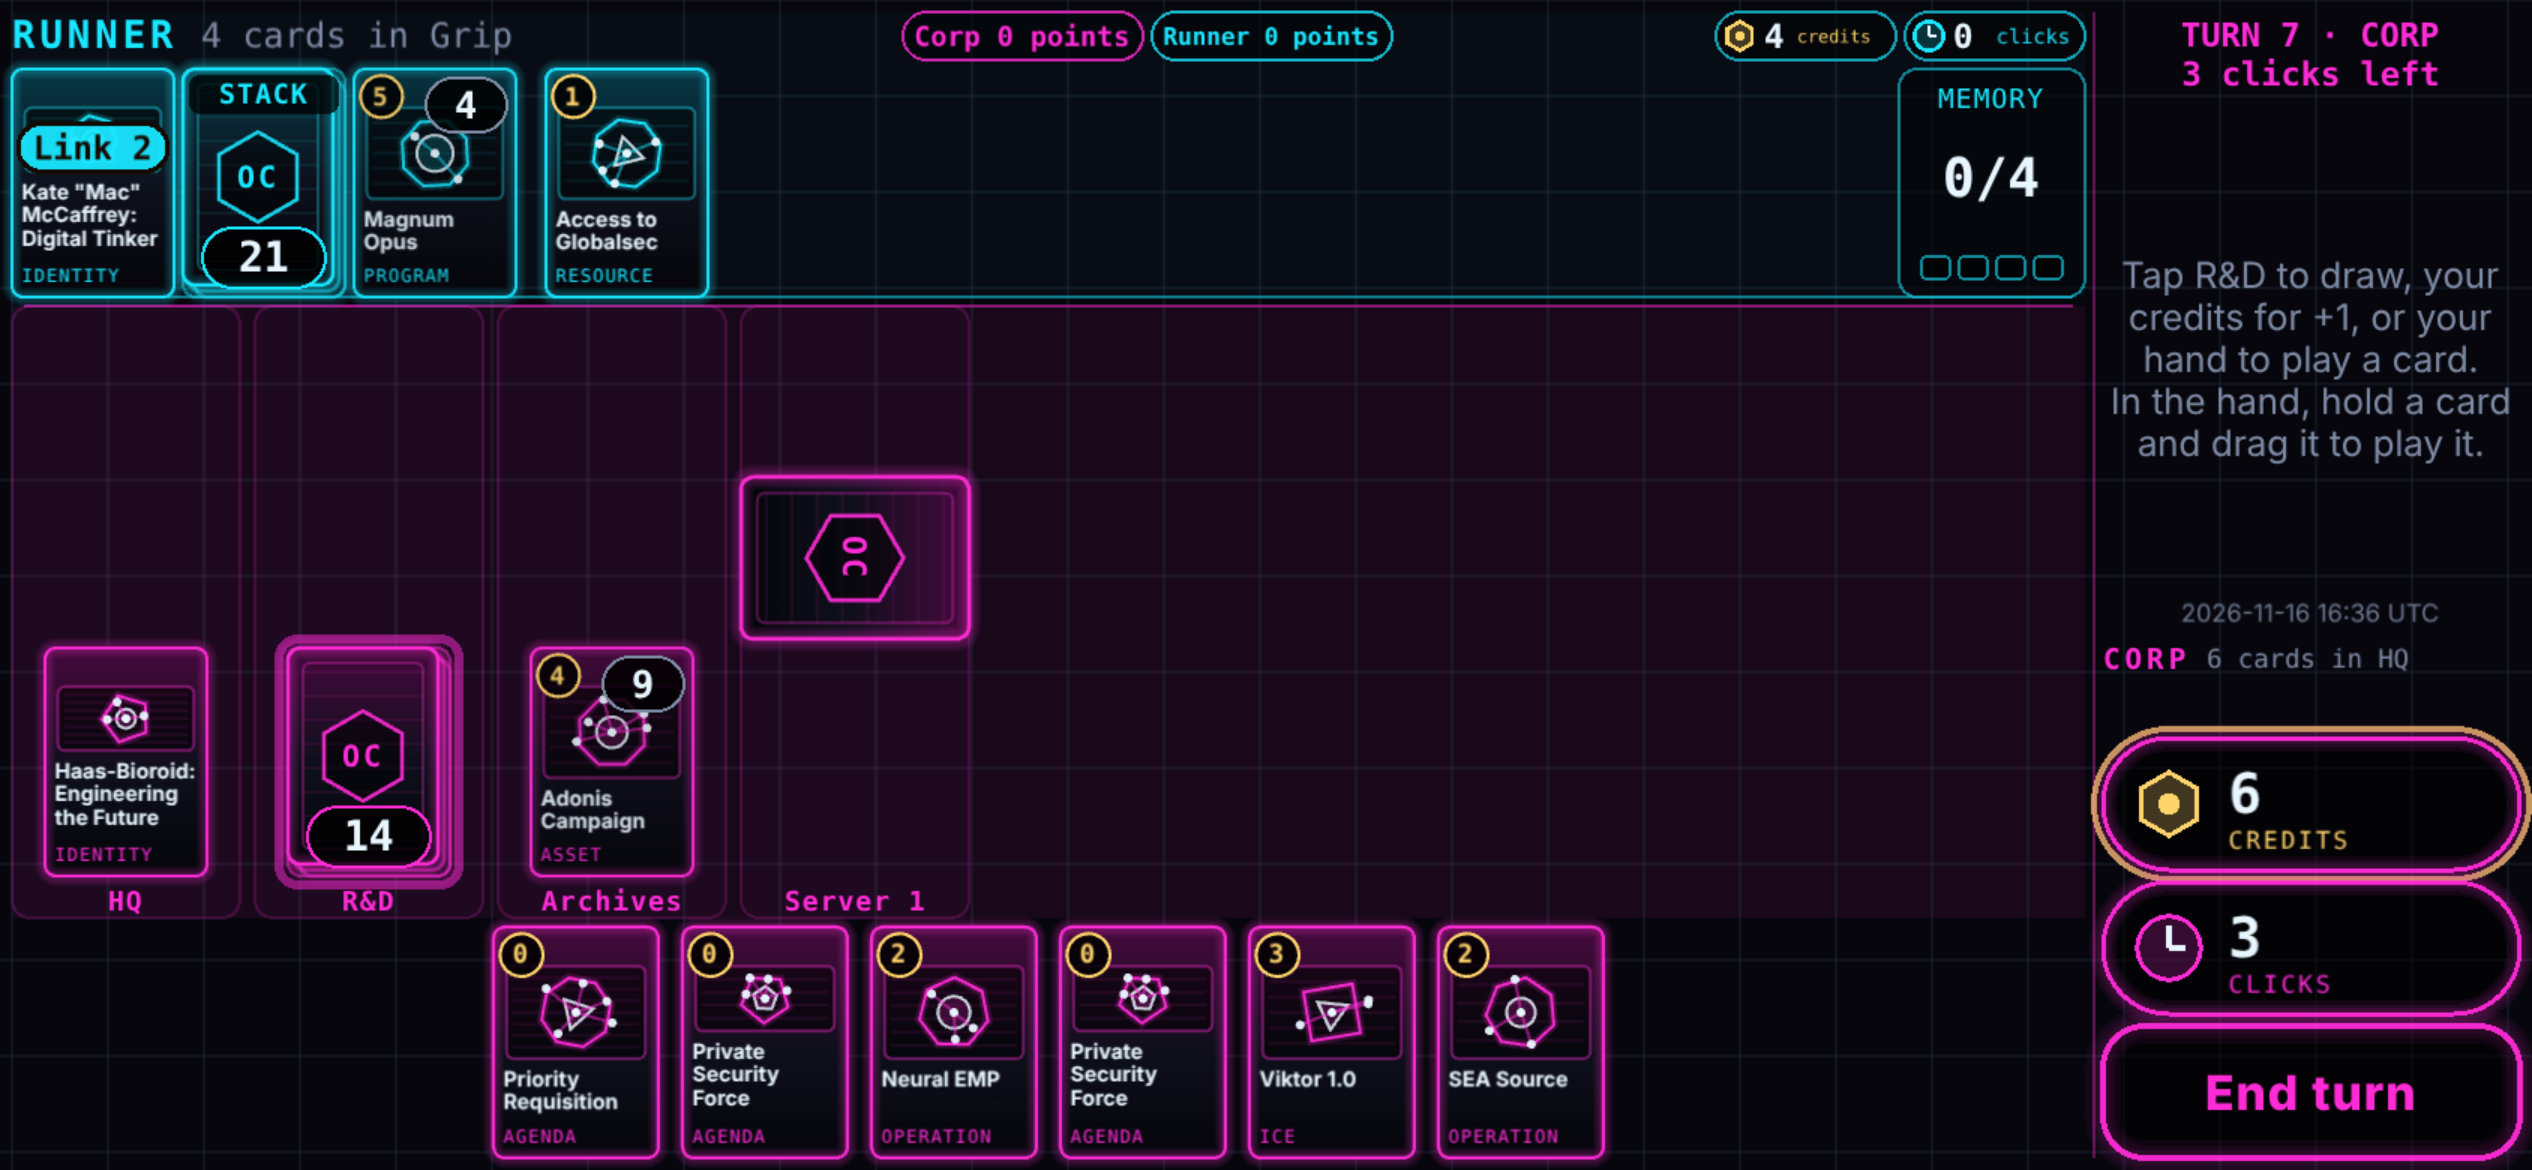 RUNNER 4 cards in Grip
Corp 0 points
Runner 0 points
4 credits
0 clicks
TURN 7 · CORP
3 clicks left
Link 2
Kate "Mac"
McCaffrey:
Digital Tinker
IDENTITY
STACK
OC
21
5
4
Magnum
Opus
PROGRAM
1
Access to
Globalsec
RESOURCE
MEMORY
0/4
Tap R&D to draw, your
credits for +1, or your
hand to play a card.
In the hand, hold a card
and drag it to play it.
OC
2026-11-16 16:36 UTC
CORP 6 cards in HQ
Haas-Bioroid:
Engineering
the Future
IDENTITY
HQ
OC
14
R&D
4
9
Adonis
Campaign
ASSET
Archives
Server 1
6
CREDITS
3
CLICKS
End turn
0
Priority
Requisition
AGENDA
0
Private
Security
Force
AGENDA
2
Neural EMP
OPERATION
0
Private
Security
Force
AGENDA
3
Viktor 1.0
ICE
2
SEA Source
OPERATION